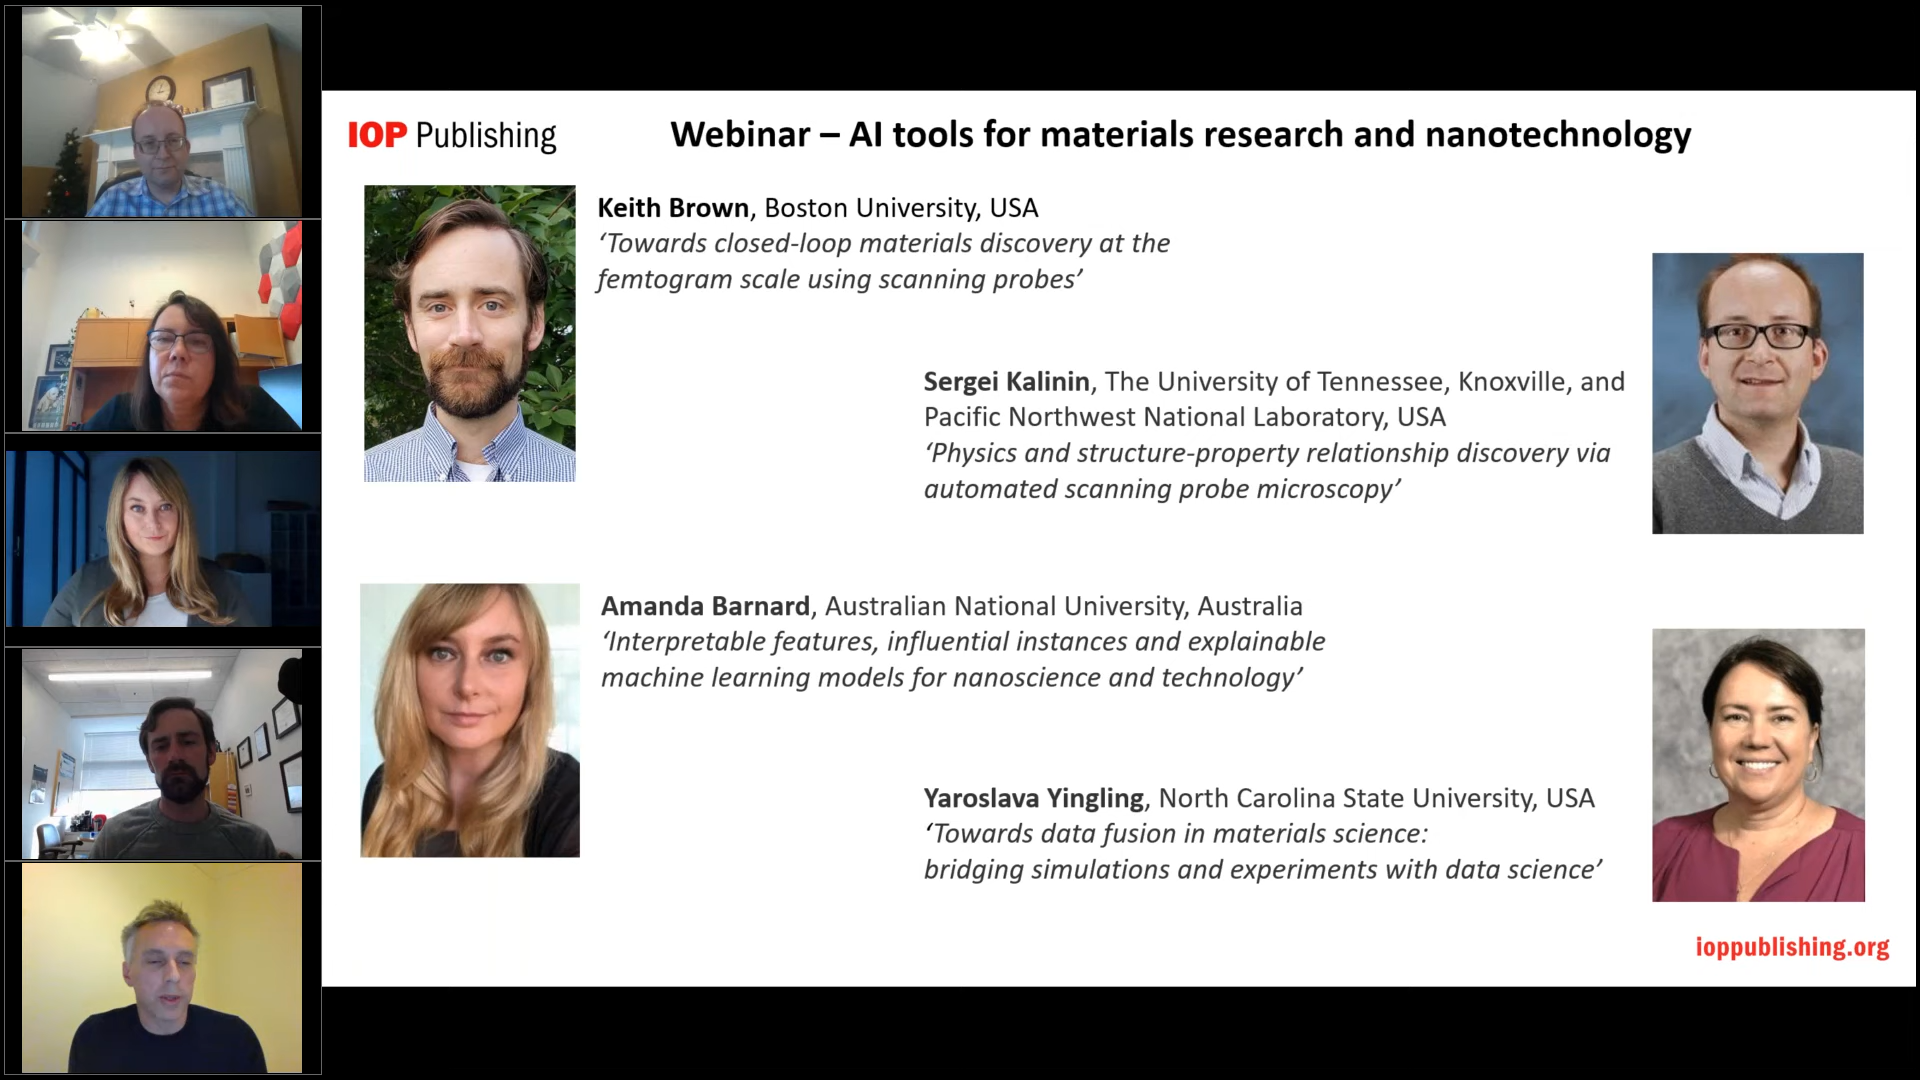 IOP Publishing
Webinar – AI tools for materials research and nanotechnology
Keith Brown, Boston University, USA
‘Towards closed-loop materials discovery at the
femtogram scale using scanning probes’
Sergei Kalinin, The University of Tennessee, Knoxville, and
Pacific Northwest National Laboratory, USA
‘Physics and structure-property relationship discovery via
automated scanning probe microscopy’
Amanda Barnard, Australian National University, Australia
‘Interpretable features, influential instances and explainable
machine learning models for nanoscience and technology’
Yaroslava Yingling, North Carolina State University, USA
‘Towards data fusion in materials science:
bridging simulations and experiments with data science’
ioppublishing.org